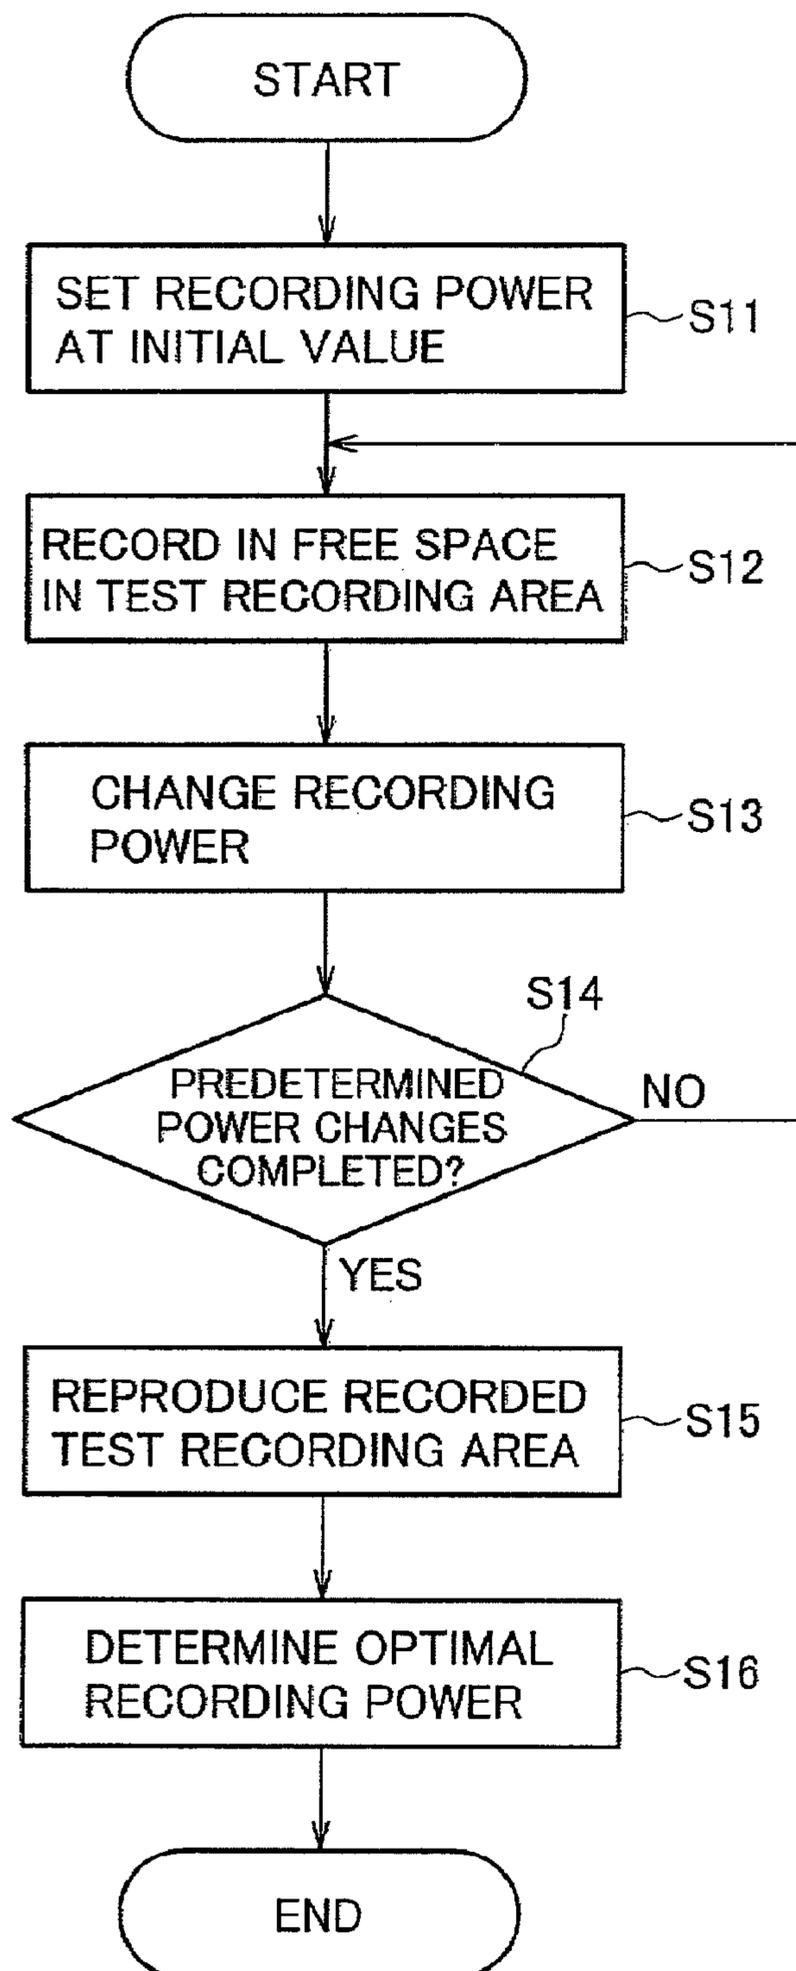 START
SET RECORDING POWER
AT INITIAL VALUE
S11
RECORD IN FREE SPACE
IN TEST RECORDING AREA
S12
CHANGE RECORDING
POWER
S13
S14
PREDETERMINED
POWER CHANGES
COMPLETED?
NO
YES
REPRODUCE RECORDED
TEST RECORDING AREA
S15
DETERMINE OPTIMAL
RECORDING POWER
S16
END